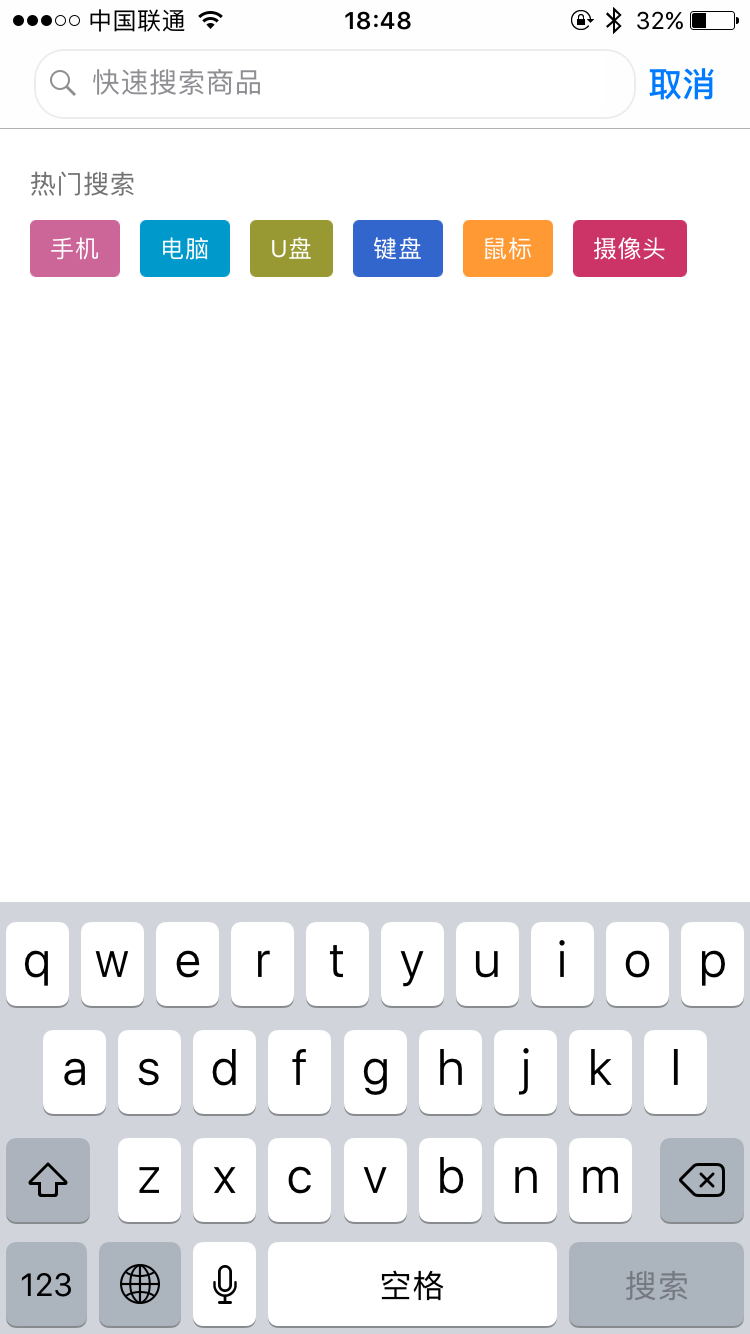 中国联通 18:48 32%
快速搜索商品 取消
热门搜索
手机 电脑 U盘 键盘 鼠标 摄像头
q w e r t y u i o p
a s d f g h j k l
z x c v b n m
123 空格 搜索